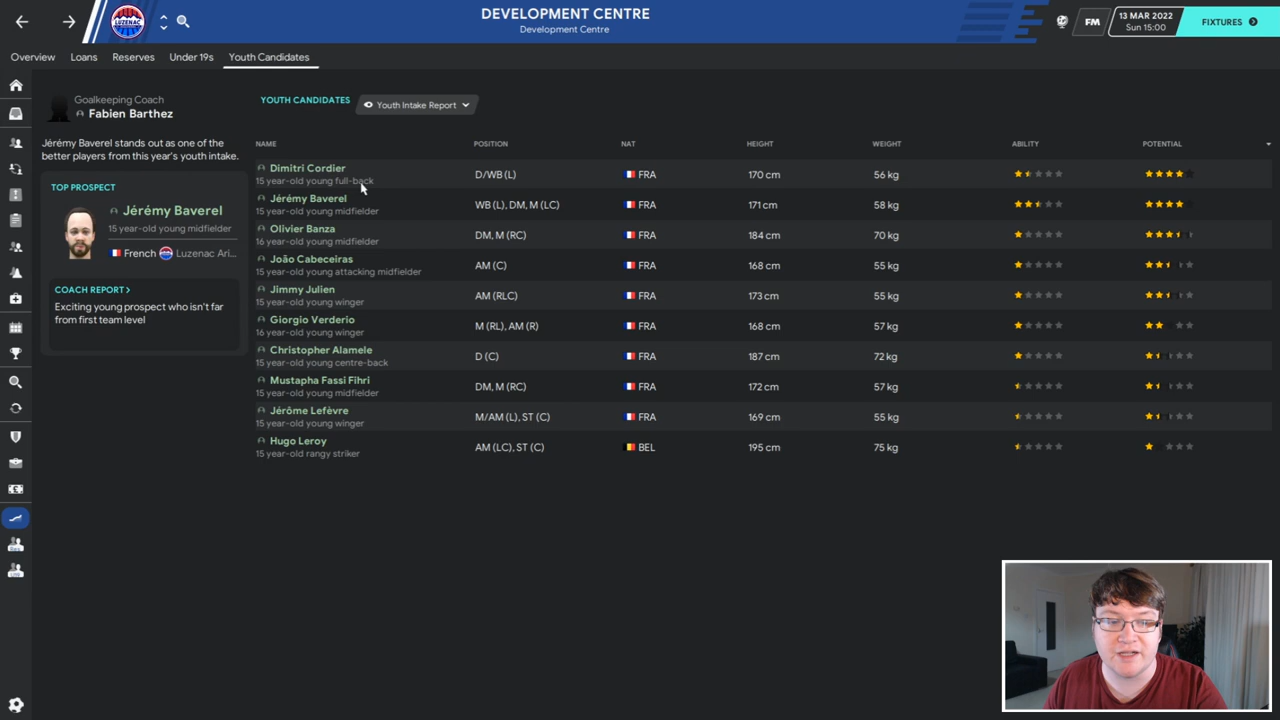 DEVELOPMENT CENTRE
Development Centre
LUZENAC
FM
13 MAR 2022
Sun 15:00
FIXTURES
Overview
Loans
Reserves
Under 19s
Youth Candidates
Goalkeeping Coach
Fabien Barthez
Jérémy Baverel stands out as one of the
better players from this year's youth intake.
TOP PROSPECT
Jérémy Baverel
15 year-old young midfielder
French Luzenac Ari...
COACH REPORT >
Exciting young prospect who isn't far
from first team level
YOUTH CANDIDATES
Youth Intake Report
NAME POSITION NAT HEIGHT WEIGHT ABILITY POTENTIAL
Dimitri Cordier D/WB (L) FRA 170 cm 56 kg
15 year-old young full-back
Jérémy Baverel WB (L), DM, M (LC) FRA 171 cm 58 kg
15 year-old young midfielder
Olivier Banza DM, M (RC) FRA 184 cm 70 kg
16 year-old young midfielder
João Cabeceiras AM (C) FRA 168 cm 55 kg
15 year-old young attacking midfielder
Jimmy Julien AM (RLC) FRA 173 cm 55 kg
15 year-old young winger
Giorgio Verderio M (RL), AM (R) FRA 168 cm 57 kg
16 year-old young winger
Christopher Alamele D (C) FRA 187 cm 72 kg
15 year-old young centre-back
Mustapha Fassi Fihri DM, M (RC) FRA 172 cm 57 kg
15 year-old young midfielder
Jérôme Lefèvre M/AM (L), ST (C) FRA 169 cm 55 kg
15 year-old young winger
Hugo Leroy AM (LC), ST (C) BEL 195 cm 75 kg
15 year-old rangy striker